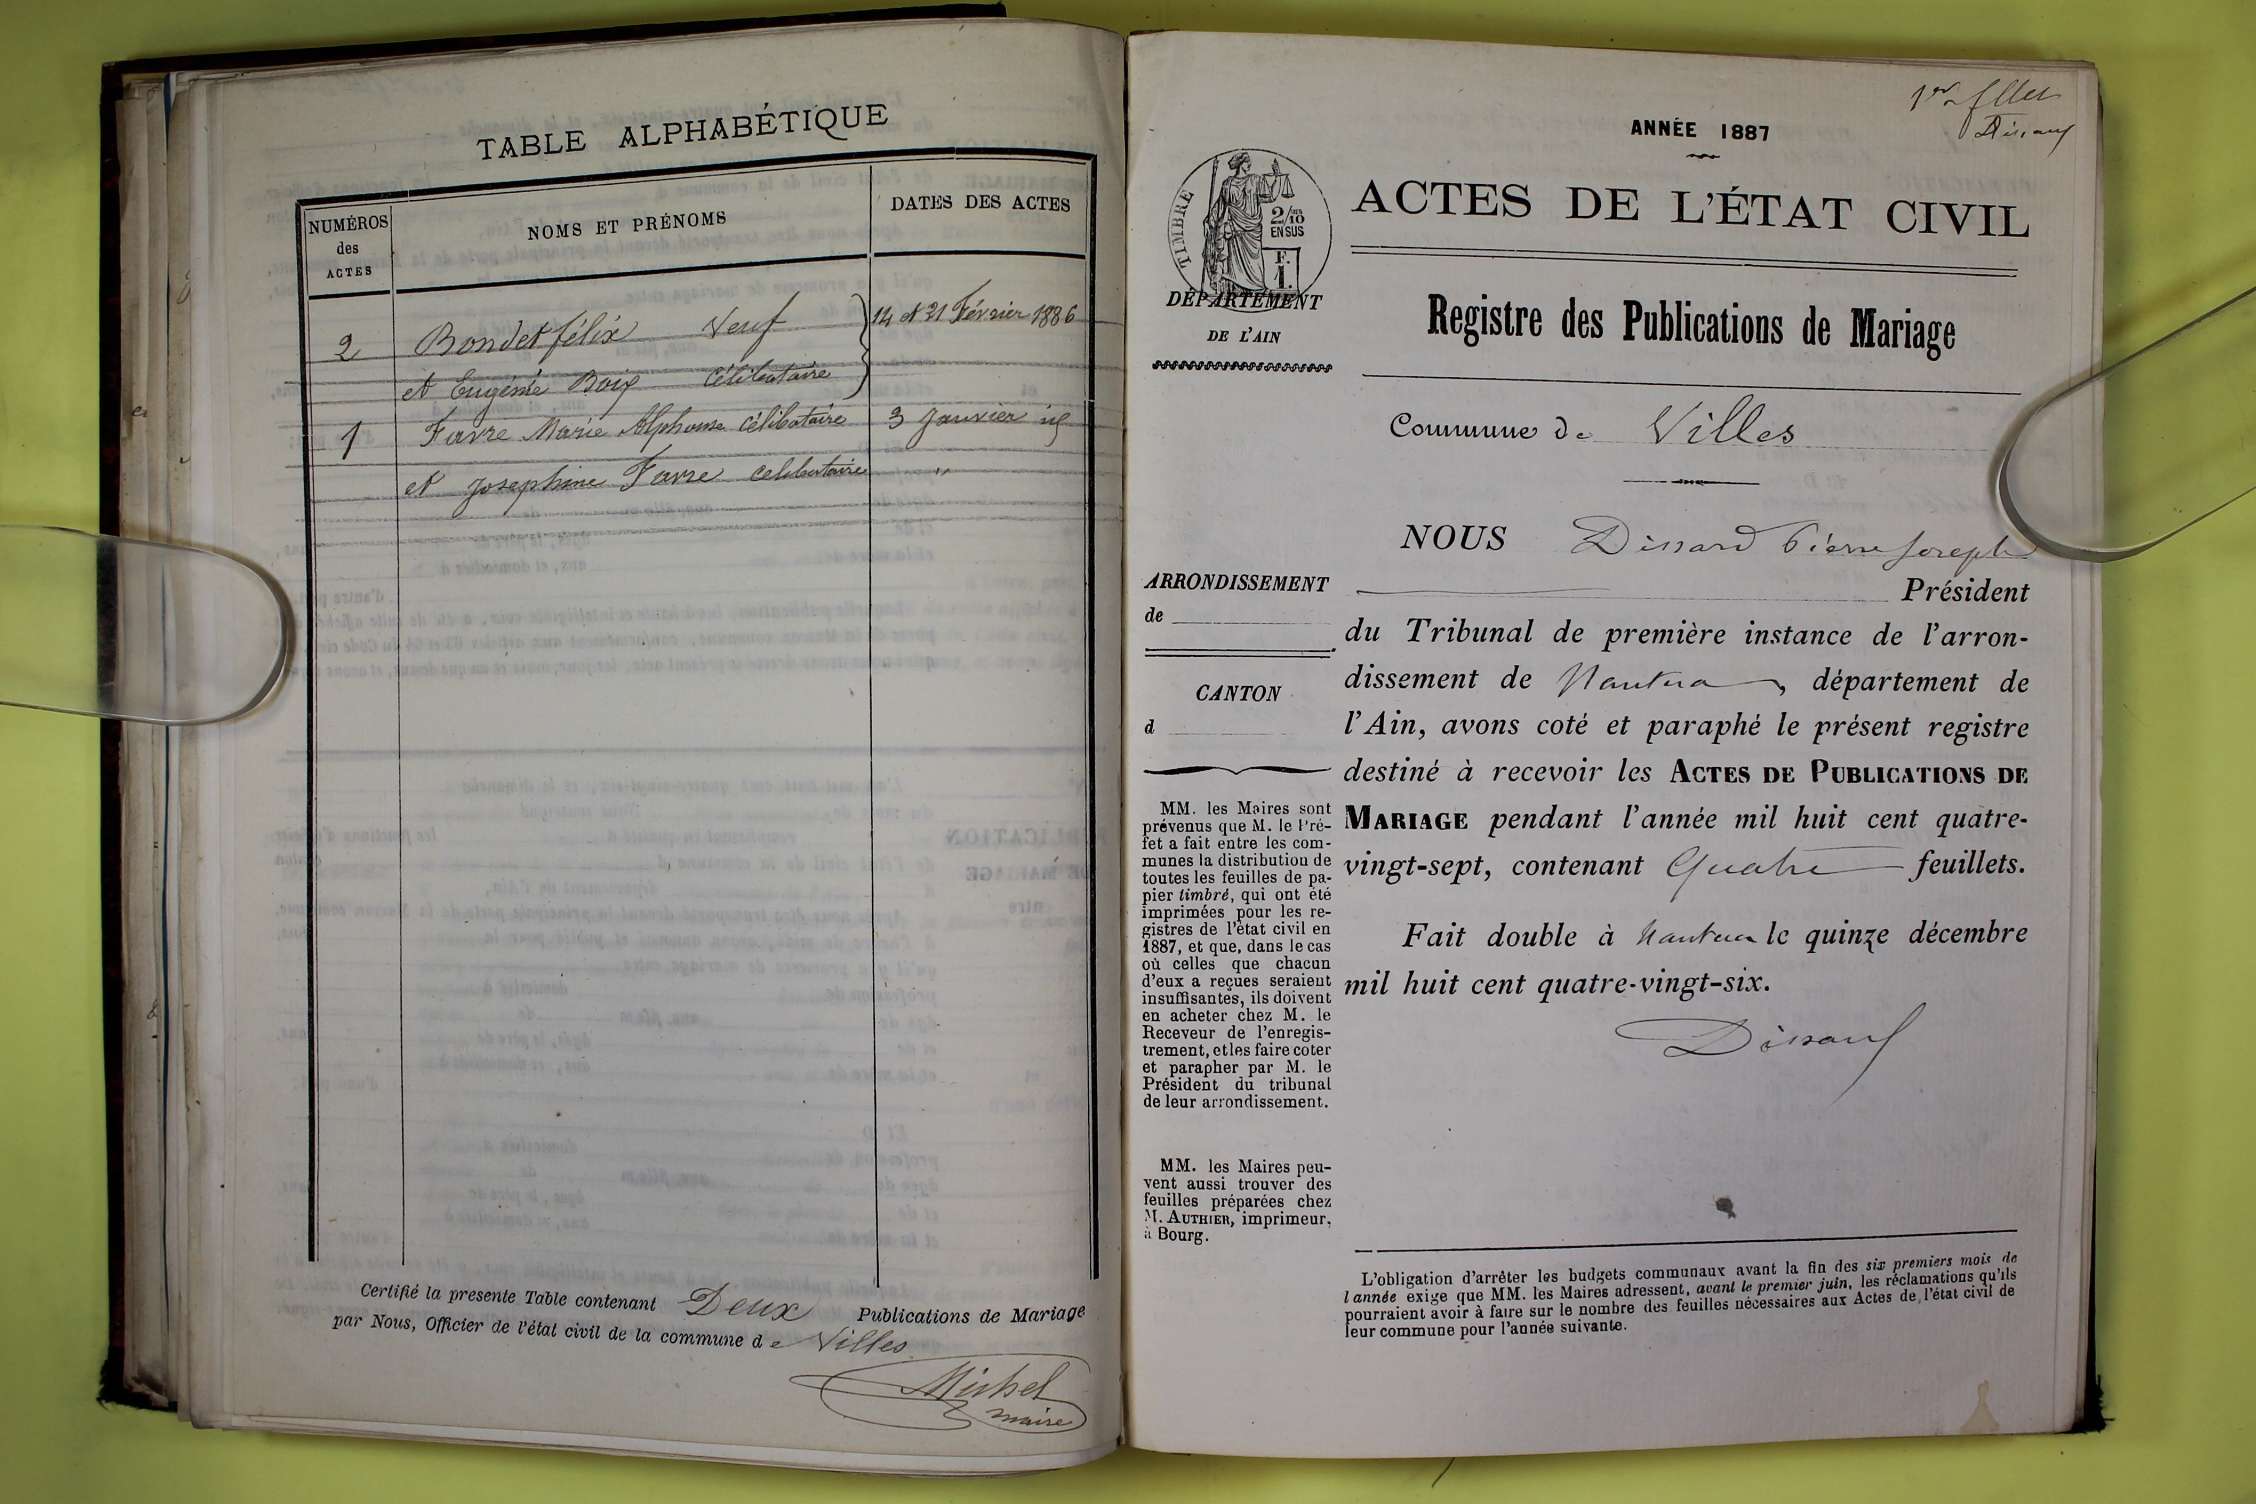 TABLE ALPHABÉTIQUE
NUMÉROS
des
ACTES
NOMS ET PRÉNOMS
DATES DES ACTES
2 Bondet félix Veuf 14 et 21 Février 1886
et Eugénie Boix Célibataire
1 Favre Marie Alphonse Célibataire 3 Janvier
et Josephine Favre celibataire "
Certifié la presente Table contenant Deux Publications de Mariage
par Nous, Officier de l'état civil de la commune de Villes
Michel
maire
1er fllet
Dissard
ANNÉE 1887
TIMBRE
2/10 EN SUS
F.
1.
DÉPARTEMENT
DE L'AIN
ACTES DE L'ÉTAT CIVIL
Registre des Publications de Mariage
Commune de Villes
ARRONDISSEMENT
de
CANTON
d
MM. les Maires sont
prévenus que M. le Pré-
fet a fait entre les com-
munes la distribution de
toutes les feuilles de pa-
pier timbré, qui ont été
imprimées pour les re-
gistres de l'état civil en
1887, et que, dans le cas
où celles que chacun
d'eux a reçues seraient
insuffisantes, ils doivent
en acheter chez M. le
Receveur de l'enregis-
trement, et les faire coter
et parapher par M. le
Président du tribunal
de leur arrondissement.
MM. les Maires peu-
vent aussi trouver des
feuilles préparées chez
M. AUTHIER, imprimeur,
à Bourg.
NOUS Dissard Pierre Joseph
Président
du Tribunal de première instance de l'arron-
dissement de Nantua, département de
l'Ain, avons coté et paraphé le présent registre
destiné à recevoir les ACTES DE PUBLICATIONS DE
MARIAGE pendant l'année mil huit cent quatre-
vingt-sept, contenant Quatre feuillets.
Fait double à Nantua le quinze décembre
mil huit cent quatre-vingt-six.
Dissard
L'obligation d'arrêter les budgets communaux avant la fin des six premiers mois de
l'année exige que MM. les Maires adressent, avant le premier juin, les réclamations qu'ils
pourraient avoir à faire sur le nombre des feuilles nécessaires aux Actes de l'état civil de
leur commune pour l'année suivante.